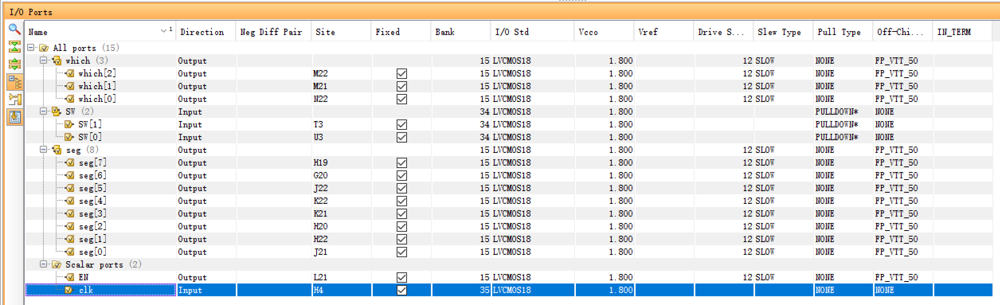 I/O Ports
Name 1 Direction Neg Diff Pair Site Fixed Bank I/O Std Vcco Vref Drive S... Slew Type Pull Type Off-Chi... IN_TERM
All ports (15)
which (3) Output 15 LVCMOS18 1.800 12 SLOW NONE FP_VTT_50
which[2] Output M22 15 LVCMOS18 1.800 12 SLOW NONE FP_VTT_50
which[1] Output M21 15 LVCMOS18 1.800 12 SLOW NONE FP_VTT_50
which[0] Output N22 15 LVCMOS18 1.800 12 SLOW NONE FP_VTT_50
SW (2) Input 34 LVCMOS18 1.800 PULLDOWN* NONE
SW[1] Input T3 34 LVCMOS18 1.800 PULLDOWN* NONE
SW[0] Input U3 34 LVCMOS18 1.800 PULLDOWN* NONE
seg (8) Output 15 LVCMOS18 1.800 12 SLOW NONE FP_VTT_50
seg[7] Output H19 15 LVCMOS18 1.800 12 SLOW NONE FP_VTT_50
seg[6] Output G20 15 LVCMOS18 1.800 12 SLOW NONE FP_VTT_50
seg[5] Output J22 15 LVCMOS18 1.800 12 SLOW NONE FP_VTT_50
seg[4] Output K22 15 LVCMOS18 1.800 12 SLOW NONE FP_VTT_50
seg[3] Output K21 15 LVCMOS18 1.800 12 SLOW NONE FP_VTT_50
seg[2] Output H20 15 LVCMOS18 1.800 12 SLOW NONE FP_VTT_50
seg[1] Output H22 15 LVCMOS18 1.800 12 SLOW NONE FP_VTT_50
seg[0] Output J21 15 LVCMOS18 1.800 12 SLOW NONE FP_VTT_50
Scalar ports (2)
EN Output L21 15 LVCMOS18 1.800 12 SLOW NONE FP_VTT_50
clk Input H4 35 LVCMOS18 1.800 NONE NONE